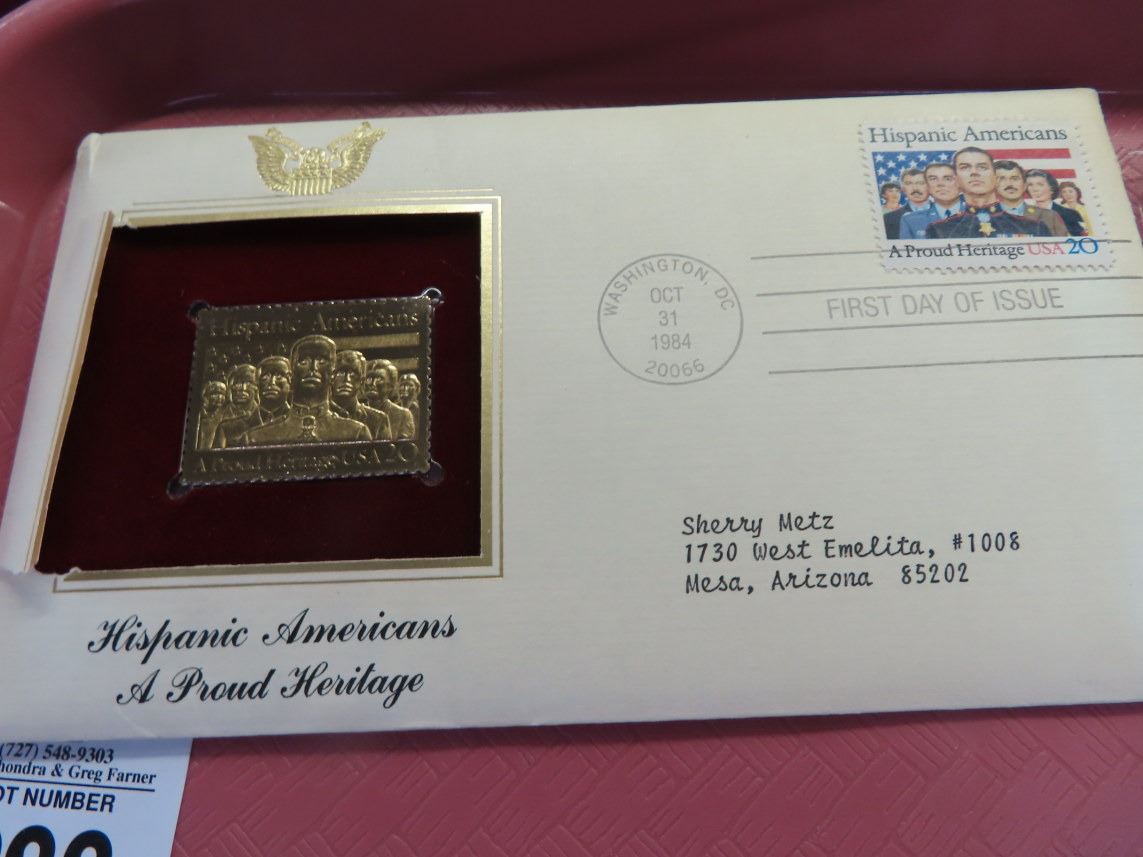 Hispanic Americans
A Proud Heritage USA 20
WASHINGTON, DC
OCT
31
1984
20066
FIRST DAY OF ISSUE
Hispanic Americans
A Proud Heritage USA 20
Sherry Metz
1730 West Emelita, #1008
Mesa, Arizona 85202
Hispanic Americans
A Proud Heritage
(727) 548-9303
& Greg Farner
NUMBER